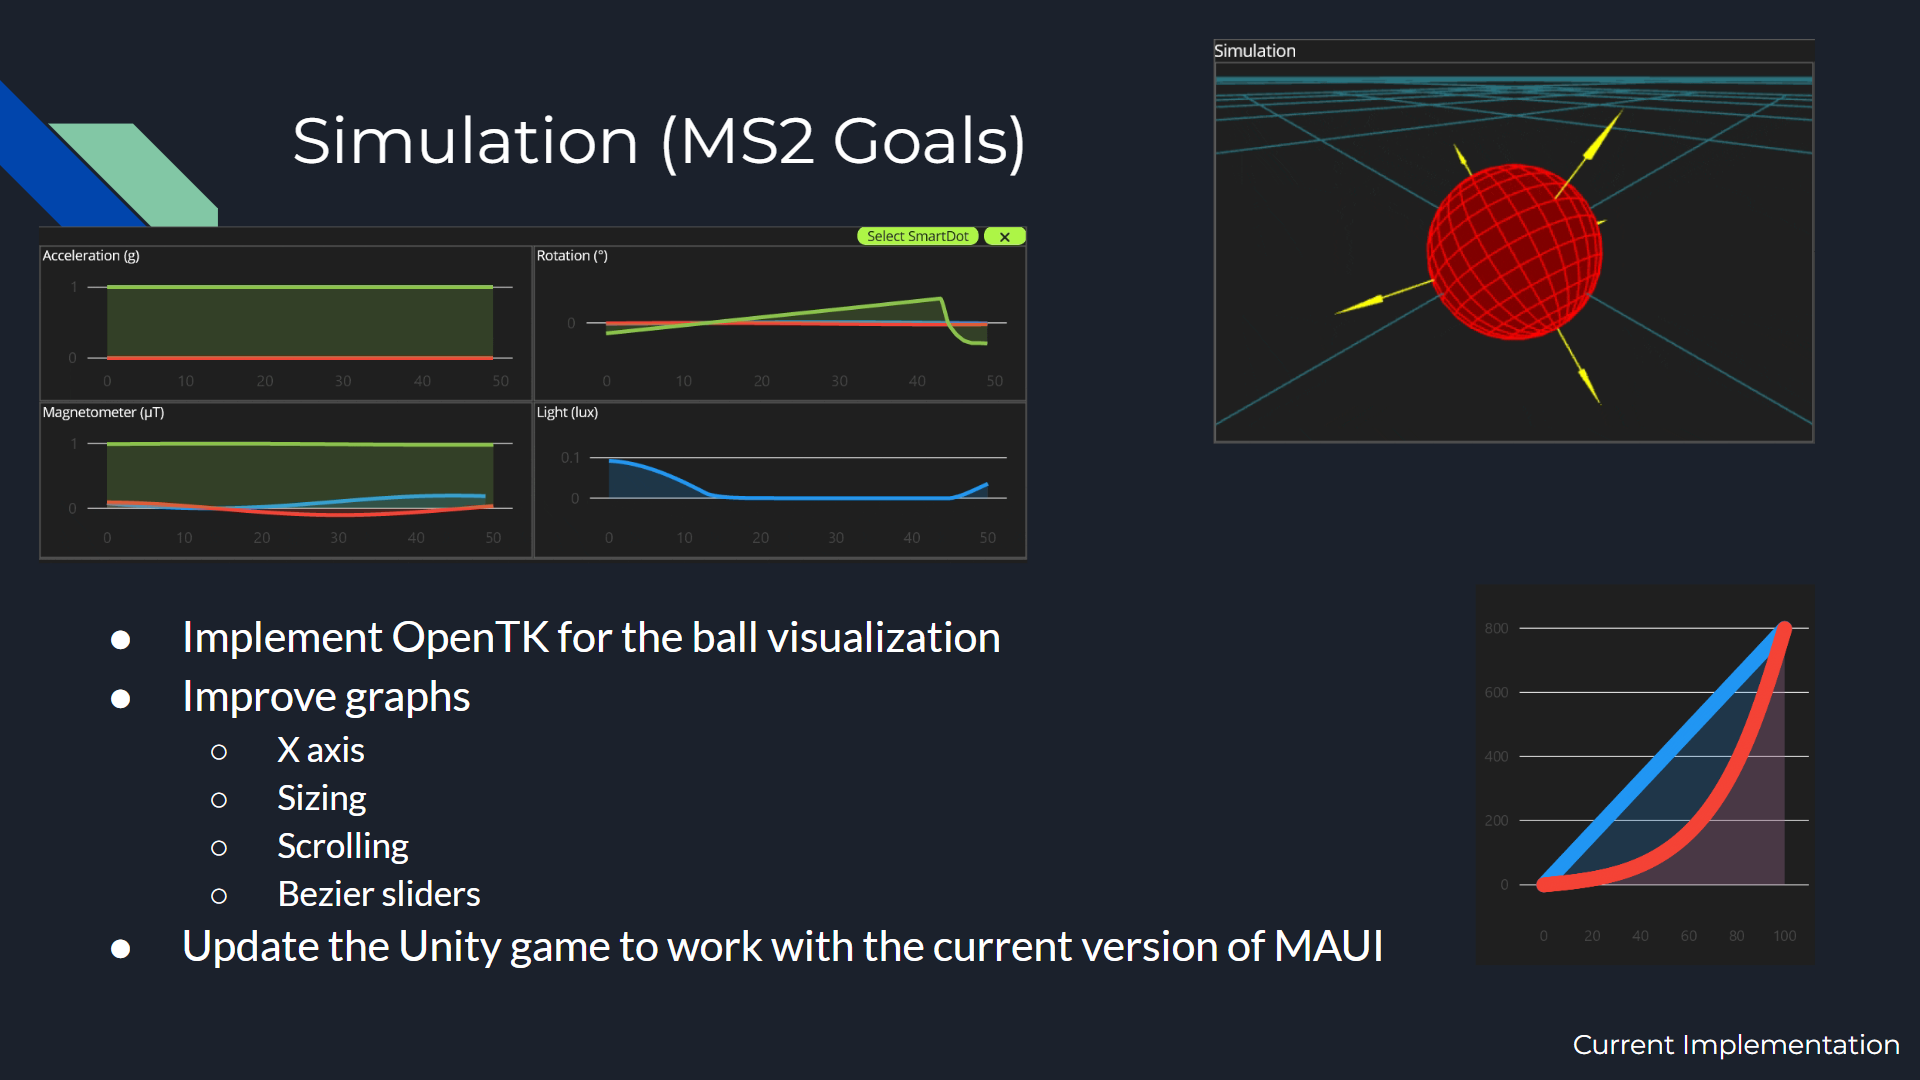 Simulation (MS2 Goals)
Simulation
Select SmartDot ×
Acceleration (g)
1
0
0 10 20 30 40 50
Rotation (°)
0
0 10 20 30 40 50
Magnetometer (µT)
1
0
0 10 20 30 40 50
Light (lux)
0.1
0
0 10 20 30 40 50
● Implement OpenTK for the ball visualization
● Improve graphs
○ X axis
○ Sizing
○ Scrolling
○ Bezier sliders
● Update the Unity game to work with the current version of MAUI
800
600
400
200
0
0 20 40 60 80 100
Current Implementation